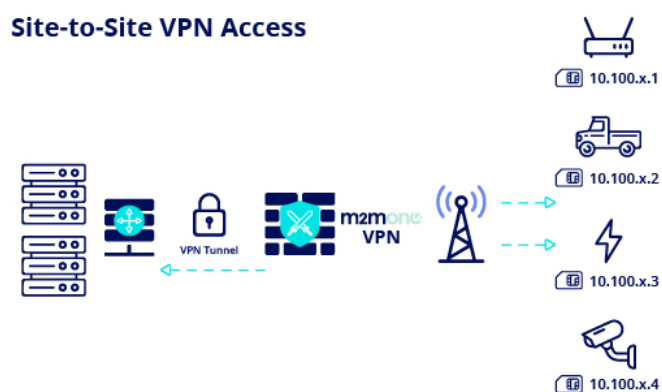 Site-to-Site VPN Access
10.100.x.1
10.100.x.2
VPN Tunnel
m2mone
VPN
10.100.x.3
10.100.x.4